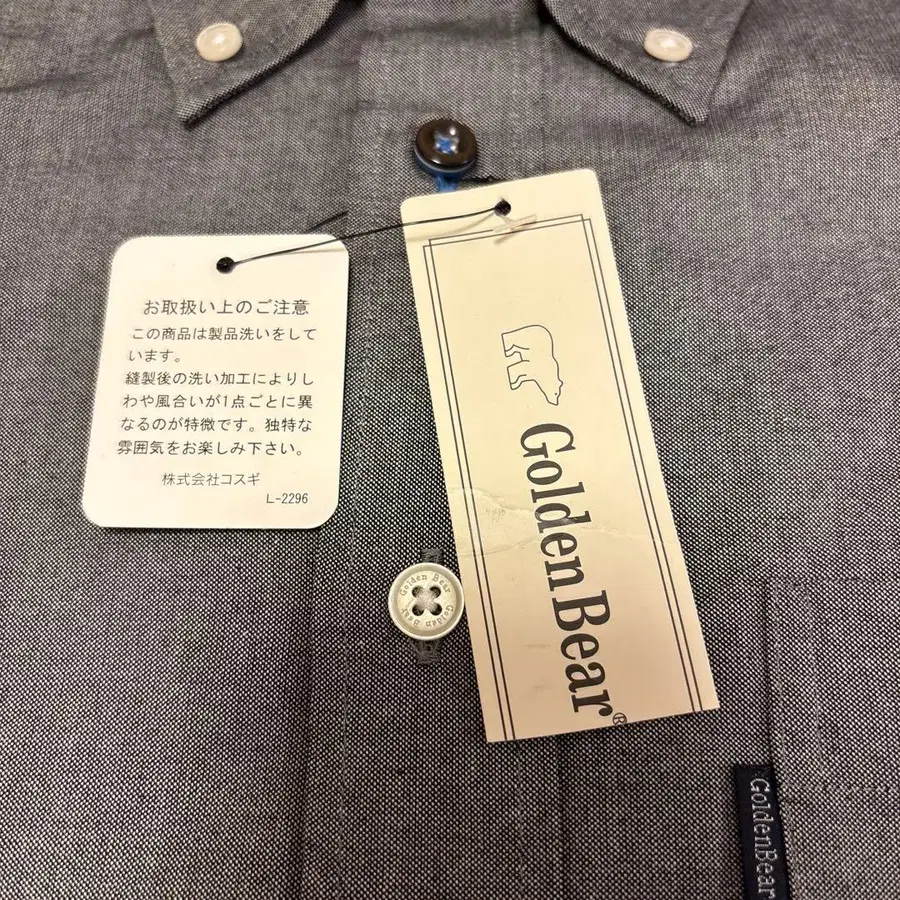 お取扱い上のご注意
この商品は製品洗いをして
います。
縫製後の洗い加工によりし
わや風合いが1点ごとに異
なるのが特徴です。独特な
雰囲気をお楽しみ下さい。
株式会社コスギ
L-2296
Golden Bear®
Golden Bear
Golden Bear
GoldenBear